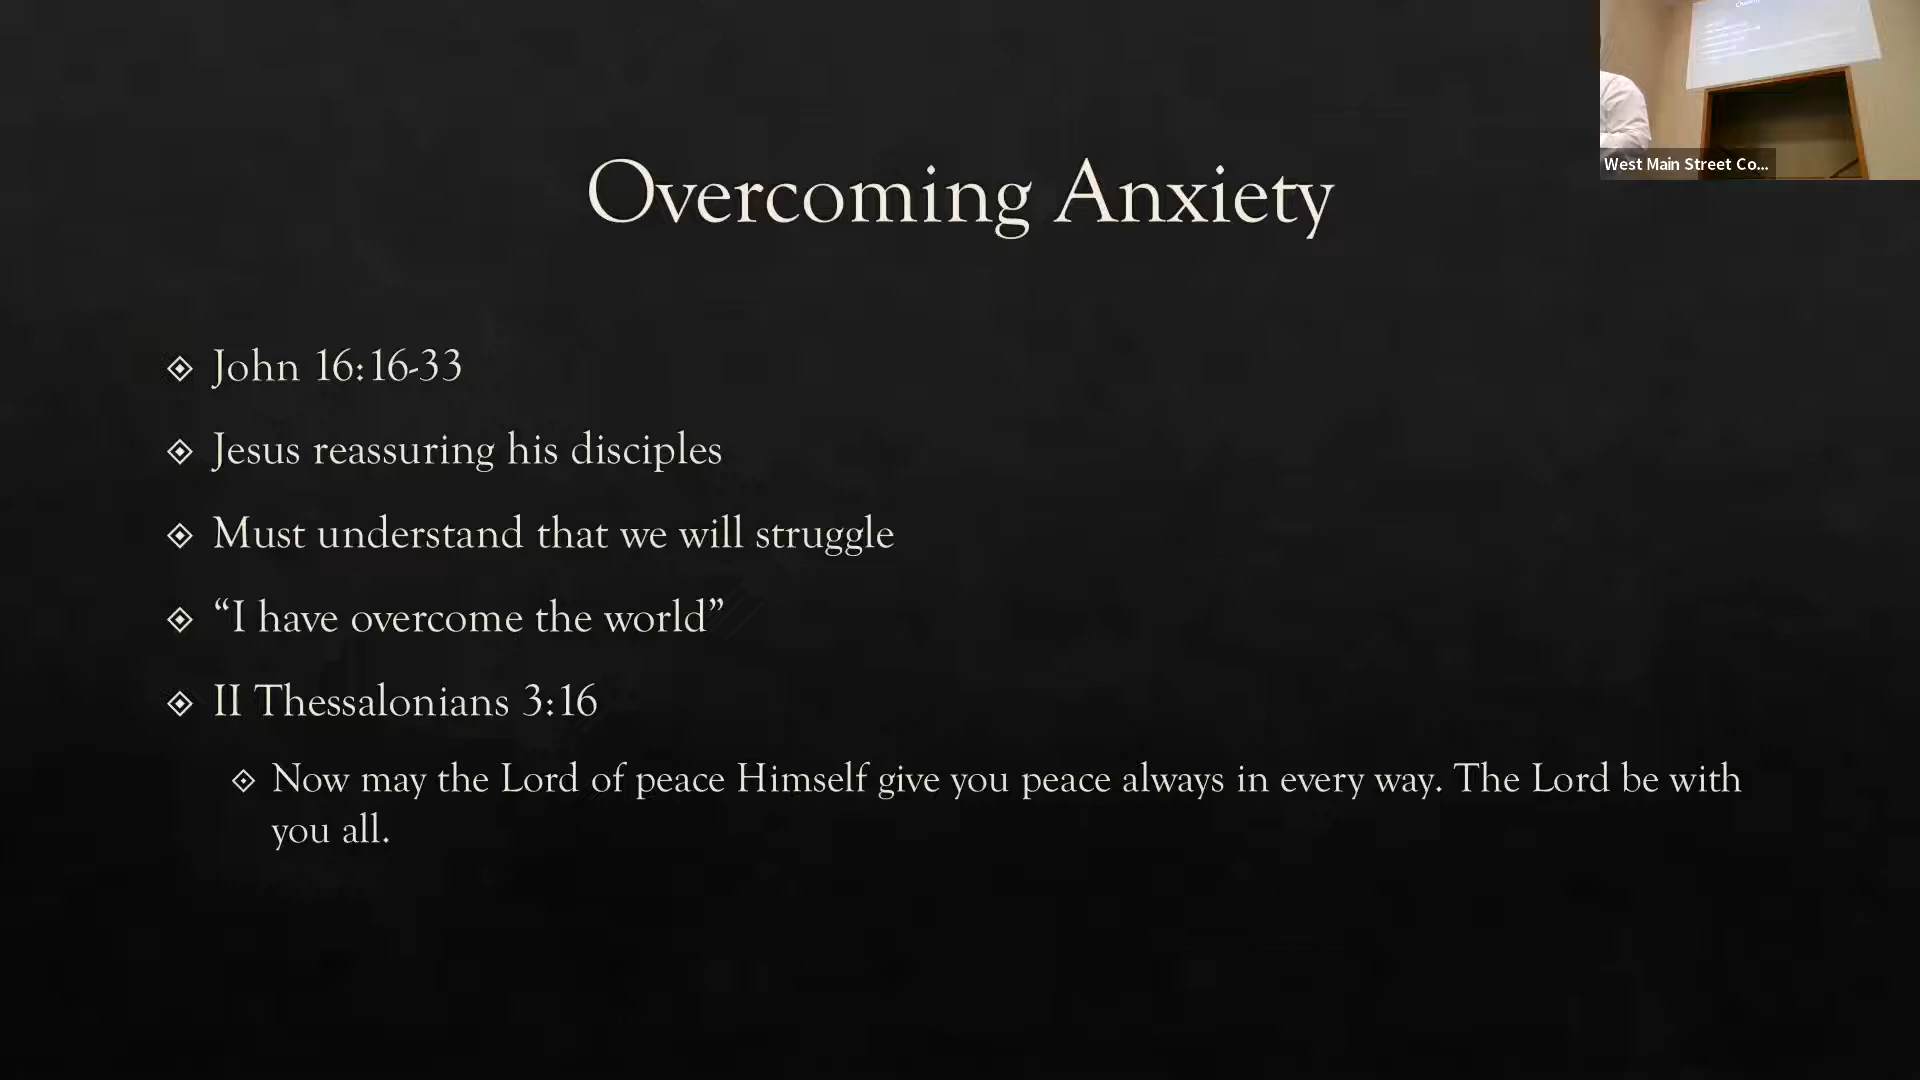 Overcoming Anxiety
John 16:16-33
Jesus reassuring his disciples
Must understand that we will struggle
“I have overcome the world”
II Thessalonians 3:16
Now may the Lord of peace Himself give you peace always in every way. The Lord be with
you all.
West Main Street Co...